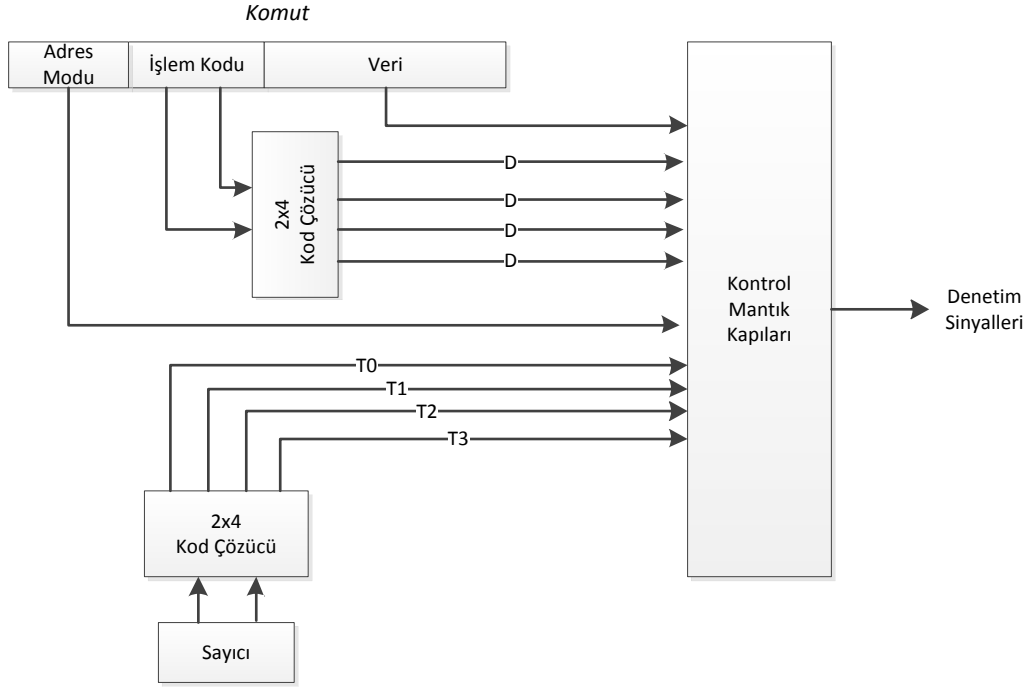 Komut
Adres
Modu
İşlem Kodu
Veri
2x4
Kod Çözücü
D
D
D
D
Kontrol
Mantık
Kapıları
Denetim
Sinyalleri
T0
T1
T2
T3
2x4
Kod Çözücü
Sayıcı